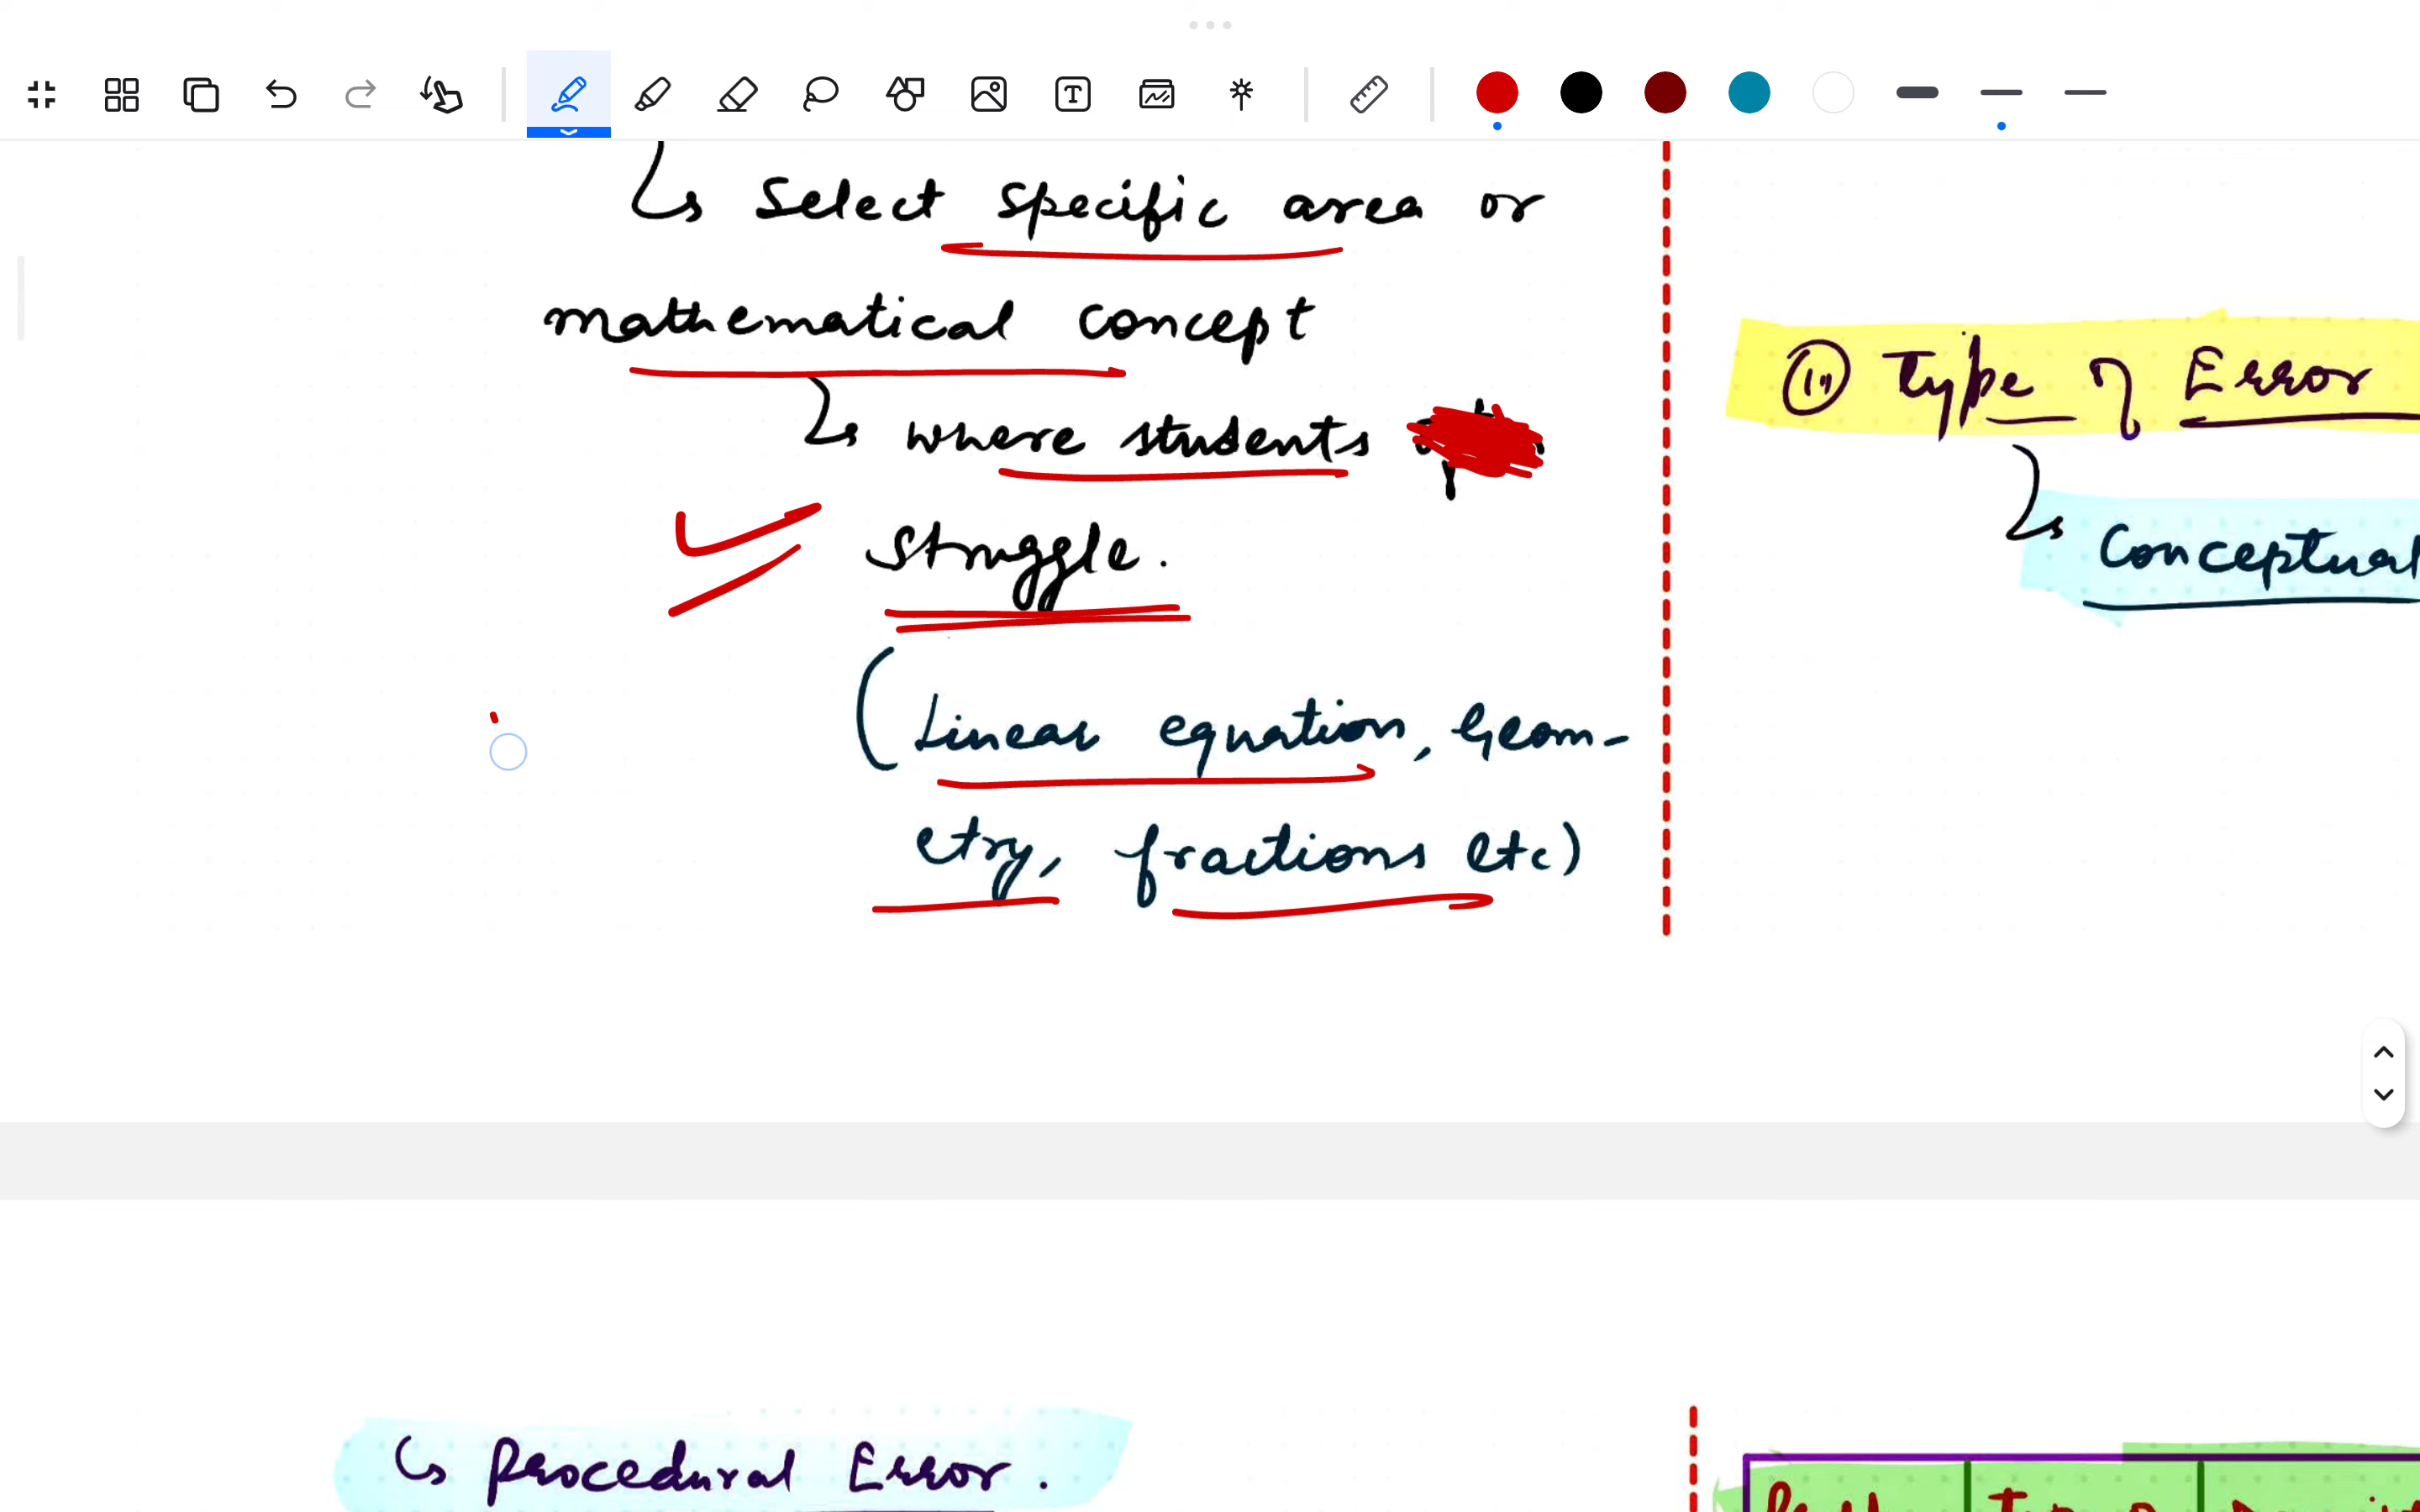 ↳ Select specific area or
mathematical concept
↳ where students
struggle.
(Linear equation, Geom-
etry, fractions etc)
Type of Error
↳ Conceptual
↳ Procedural Error.